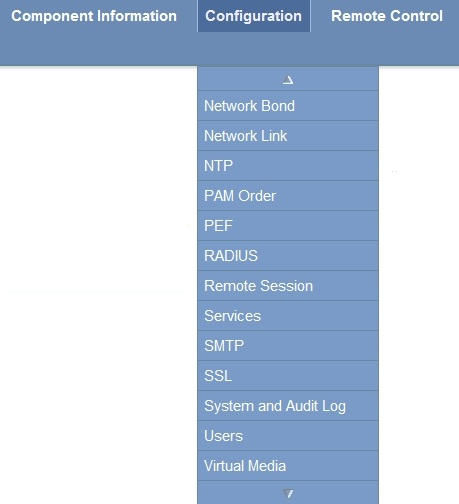 Component Information Configuration Remote Control
Network Bond
Network Link
NTP
PAM Order
PEF
RADIUS
Remote Session
Services
SMTP
SSL
System and Audit Log
Users
Virtual Media